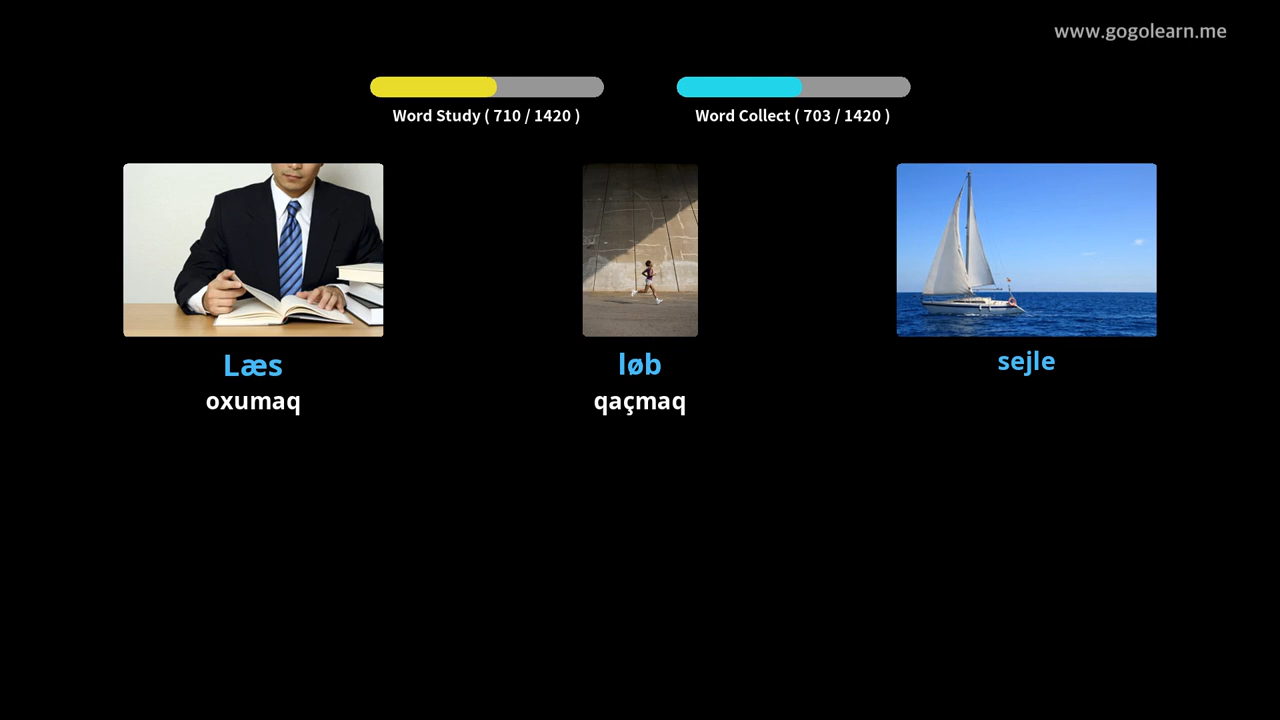 www.gogolearn.me
Word Study ( 710 / 1420 )
Word Collect ( 703 / 1420 )
Læs
løb
sejle
oxumaq
qaçmaq